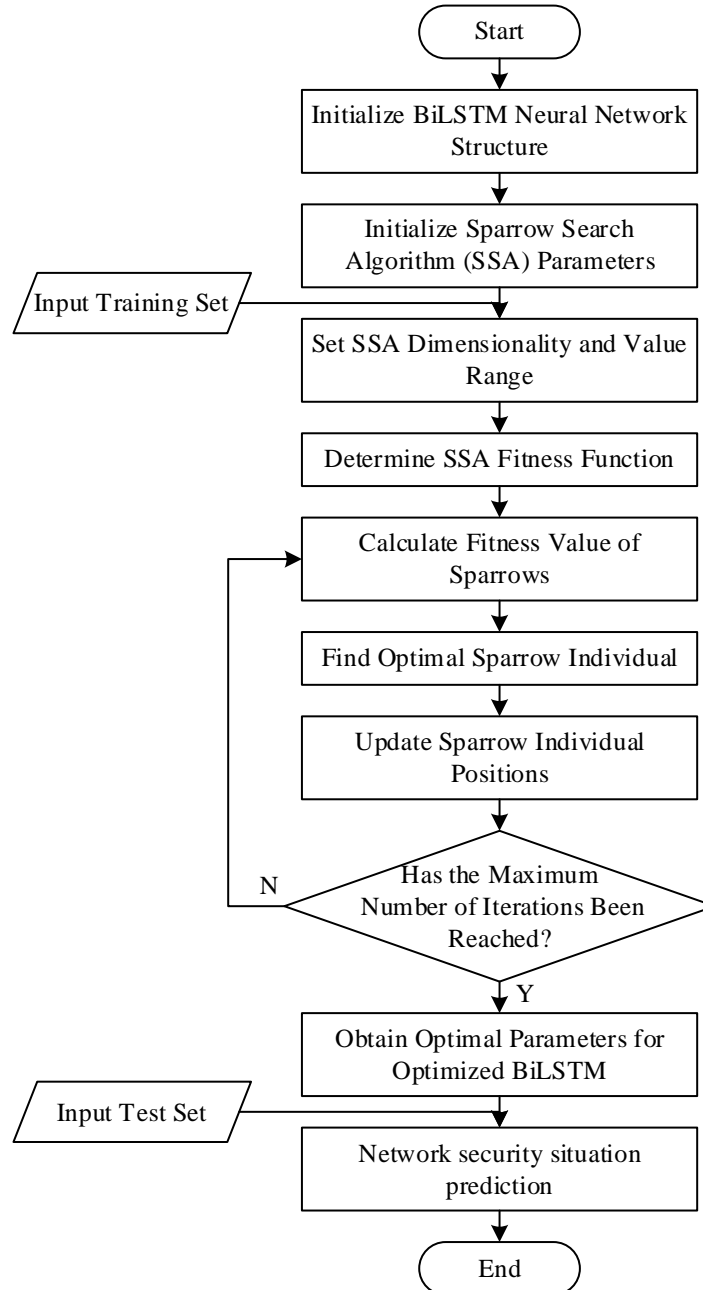 Start
Initialize BiLSTM Neural Network
Structure
Initialize Sparrow Search
Algorithm (SSA) Parameters
Input Training Set
Set SSA Dimensionality and Value
Range
Determine SSA Fitness Function
Calculate Fitness Value of
Sparrows
Find Optimal Sparrow Individual
Update Sparrow Individual
Positions
N
Has the Maximum
Number of Iterations Been
Reached?
Y
Obtain Optimal Parameters for
Optimized BiLSTM
Input Test Set
Network security situation
prediction
End